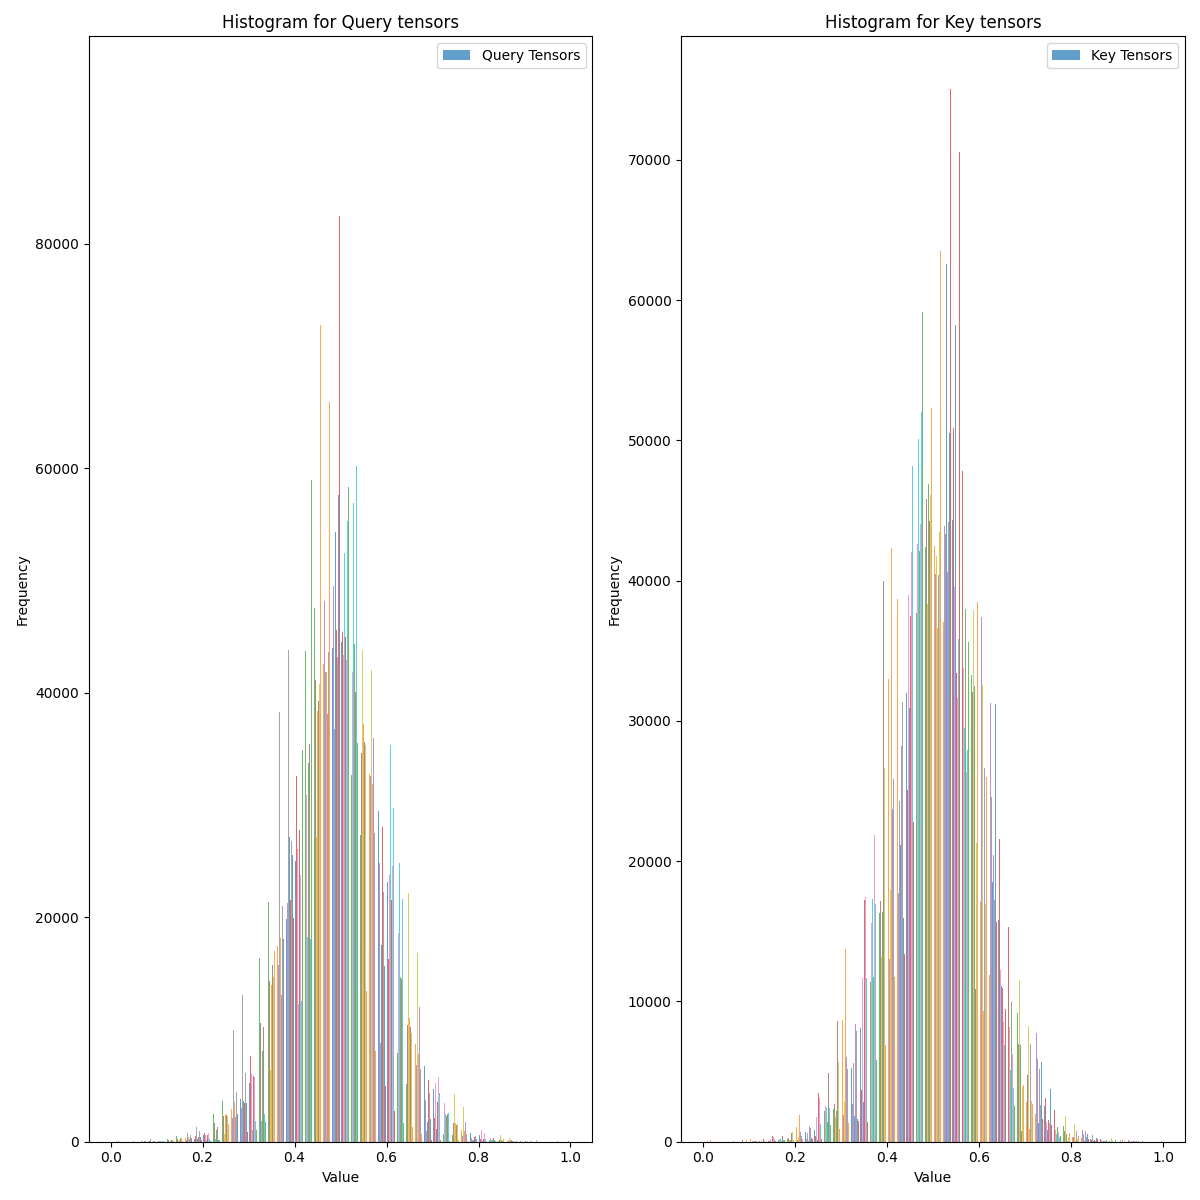 Histogram for Query tensors
Query Tensors
80000
60000
40000
20000
0
Frequency
0.0 0.2 0.4 0.6 0.8 1.0
Value
Histogram for Key tensors
Key Tensors
70000
60000
50000
40000
30000
20000
10000
0
Frequency
0.0 0.2 0.4 0.6 0.8 1.0
Value